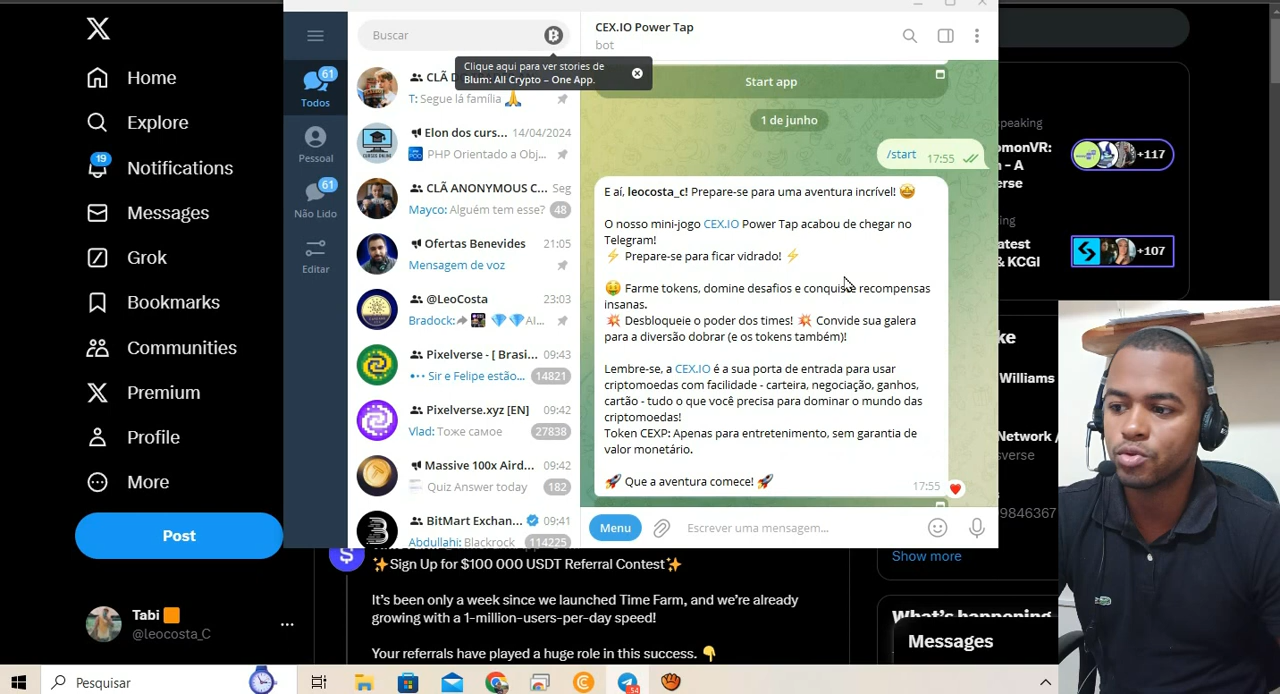 Home
Explore
19
Notifications
Messages
Grok
Bookmarks
Communities
Premium
Profile
More
Post
Tabi
@leocosta_C
61
Todos
Pessoal
61
Não Lido
Editar
Buscar
Clique aqui para ver stories de
Blum: All Crypto – One App.
CLÃ D
T: Segue lá família 🙏
Elon dos curs... 14/04/2024
PHP Orientado a Obj...
CLÃ ANONYMOUS C... Seg
Mayco: Alguém tem esse? 48
Ofertas Benevides 21:05
Mensagem de voz
@LeoCosta 23:03
Bradock: AI...
Pixelverse - [ Brasi... 09:43
Sir e Felipe estão... 14821
Pixelverse.xyz [EN] 09:42
Vlad: Тоже самое 27838
Massive 100x Aird... 09:42
Quiz Answer today 182
BitMart Exchan... 09:41
Abdullahi: Blackrock 114225
CEX.IO Power Tap
bot
Start app
1 de junho
/start 17:55
E aí, leocosta_c! Prepare-se para uma aventura incrível! 🤩
O nosso mini-jogo CEX.IO Power Tap acabou de chegar no
Telegram!
⚡ Prepare-se para ficar vidrado! ⚡
🤑 Farme tokens, domine desafios e conquiste recompensas
insanas.
💥 Desbloqueie o poder dos times! 💥 Convide sua galera
para a diversão dobrar (e os tokens também)!
Lembre-se, a CEX.IO é a sua porta de entrada para usar
criptomoedas com facilidade - carteira, negociação, ganhos,
cartão - tudo o que você precisa para dominar o mundo das
criptomoedas!
Token CEXP: Apenas para entretenimento, sem garantia de
valor monetário.
🚀 Que a aventura comece! 🚀 17:55
Menu
Escrever uma mensagem...
✨Sign Up for $100 000 USDT Referral Contest✨
It's been only a week since we launched Time Farm, and we're already
growing with a 1-million-users-per-day speed!
Your referrals have played a huge role in this success. 👇
speaking
omonVR:
n - A
erse
+117
atest
& KCGI
+107
ke
Williams
Network /
sverse
9846367
Show more
What's happening
Messages
Pesquisar
54